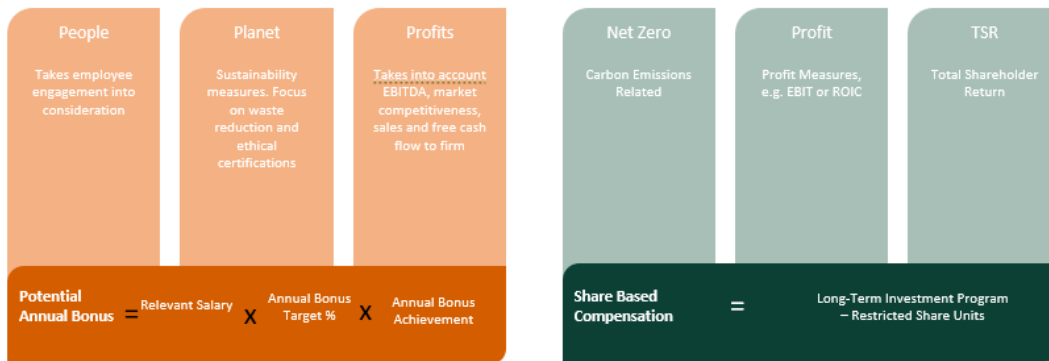 People
Takes employee
engagement into
consideration
Planet
Sustainability
measures. Focus
on waste
reduction and
ethical
certifications
Profits
Takes into account
EBITDA, market
competitiveness,
sales and free cash
flow to firm
Potential
Annual Bonus
=
Relevant Salary
X
Annual Bonus
Target %
X
Annual Bonus
Achievement
Net Zero
Carbon Emissions
Related
Profit
Profit Measures,
e.g. EBIT or ROIC
TSR
Total Shareholder
Return
Share Based
Compensation
=
Long-Term Investment Program
– Restricted Share Units